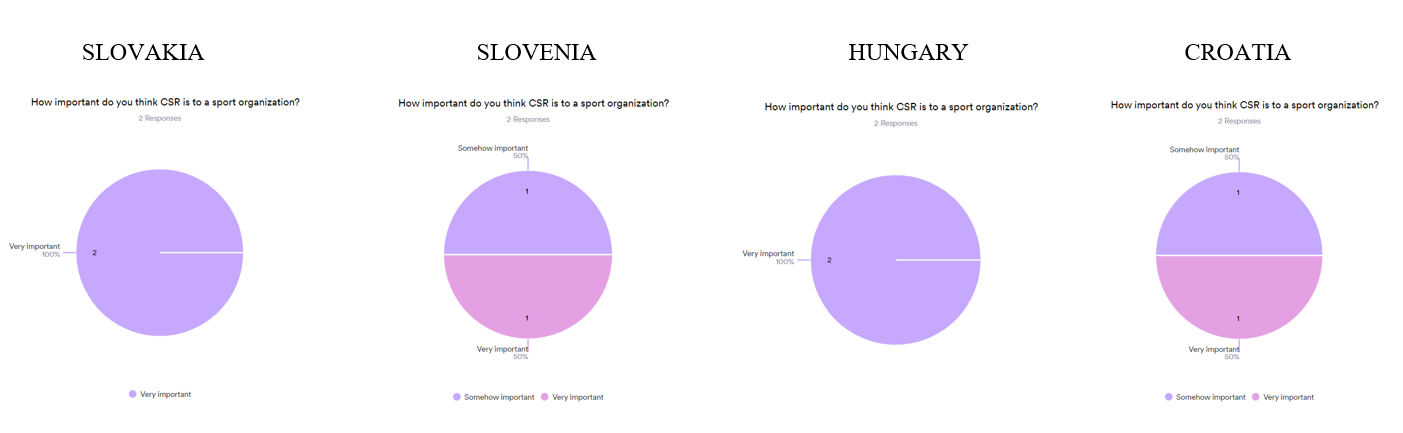 SLOVAKIA
How important do you think CSR is to a sport organization?
2 Responses
Very important
100%
2
Very important
SLOVENIA
How important do you think CSR is to a sport organization?
2 Responses
Somehow important
50%
1
1
Very important
50%
Somehow important Very important
HUNGARY
How important do you think CSR is to a sport organization?
2 Responses
Very important
100%
2
CROATIA
How important do you think CSR is to a sport organization?
2 Responses
Somehow important
50%
1
1
Very important
50%
Somehow important Very important